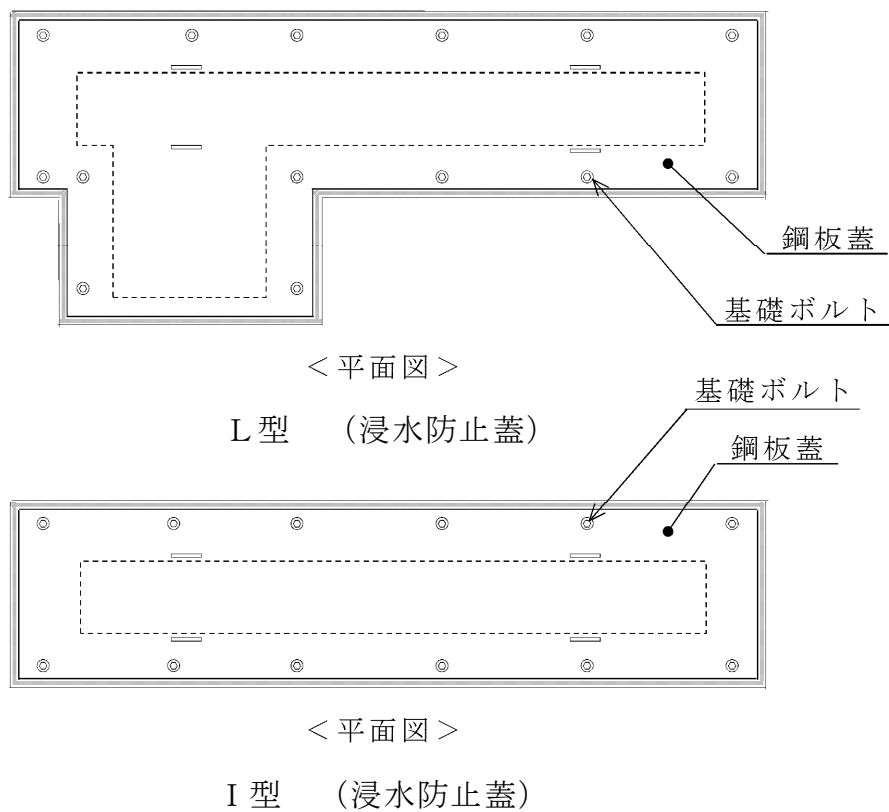 鋼板蓋
基礎ボルト
＜平面図＞
Ｌ型　（浸水防止蓋）
基礎ボルト
鋼板蓋
＜平面図＞
Ｉ型　（浸水防止蓋）